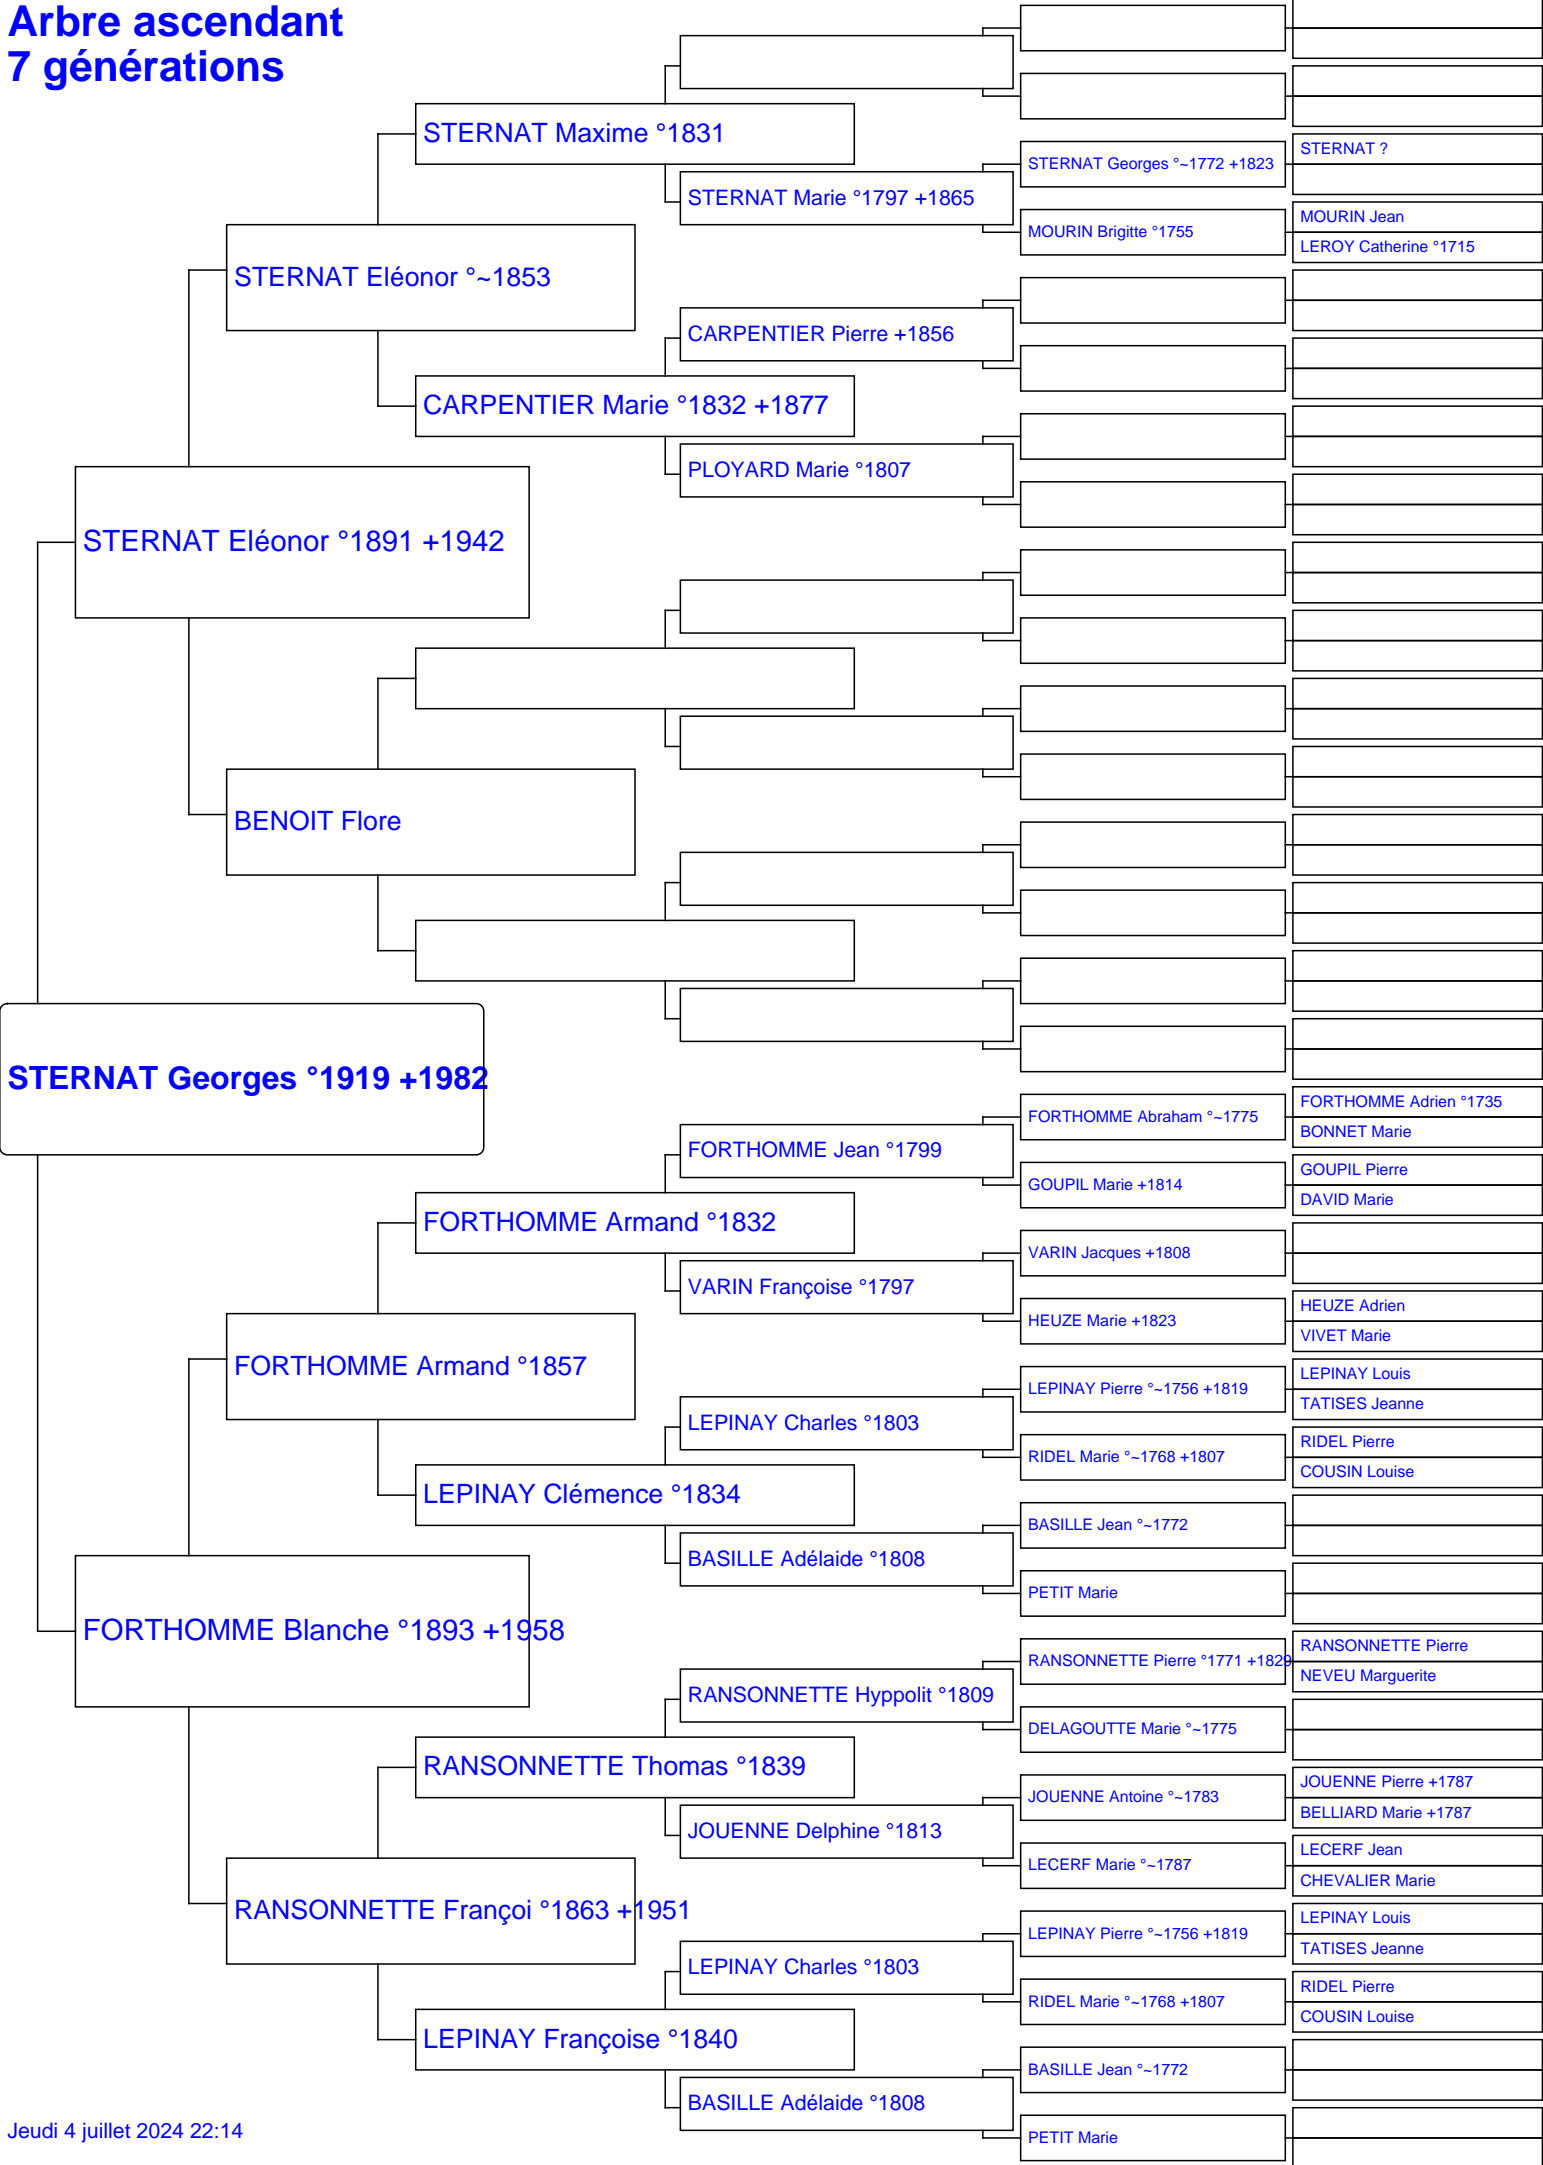 Arbre ascendant
7 générations
STERNAT Maxime °1831
STERNAT Georges °~1772 +1823
STERNAT ?
STERNAT Marie °1797 +1865
MOURIN Brigitte °1755
MOURIN Jean
LEROY Catherine °1715
STERNAT Eléonor °~1853
CARPENTIER Pierre +1856
CARPENTIER Marie °1832 +1877
PLOYARD Marie °1807
STERNAT Eléonor °1891 +1942
BENOIT Flore
STERNAT Georges °1919 +1982
FORTHOMME Abraham °~1775
FORTHOMME Adrien °1735
BONNET Marie
FORTHOMME Jean °1799
GOUPIL Marie +1814
GOUPIL Pierre
DAVID Marie
FORTHOMME Armand °1832
VARIN Jacques +1808
VARIN Françoise °1797
HEUZE Marie +1823
HEUZE Adrien
VIVET Marie
FORTHOMME Armand °1857
LEPINAY Pierre °~1756 +1819
LEPINAY Louis
TATISES Jeanne
LEPINAY Charles °1803
RIDEL Marie °~1768 +1807
RIDEL Pierre
COUSIN Louise
LEPINAY Clémence °1834
BASILLE Jean °~1772
BASILLE Adélaide °1808
PETIT Marie
FORTHOMME Blanche °1893 +1958
RANSONNETTE Pierre °1771 +1829
RANSONNETTE Pierre
NEVEU Marguerite
RANSONNETTE Hyppolit °1809
DELAGOUTTE Marie °~1775
RANSONNETTE Thomas °1839
JOUENNE Antoine °~1783
JOUENNE Pierre +1787
BELLIARD Marie +1787
JOUENNE Delphine °1813
LECERF Marie °~1787
LECERF Jean
CHEVALIER Marie
RANSONNETTE Françoi °1863 +1951
LEPINAY Pierre °~1756 +1819
LEPINAY Louis
TATISES Jeanne
LEPINAY Charles °1803
RIDEL Marie °~1768 +1807
RIDEL Pierre
COUSIN Louise
LEPINAY Françoise °1840
BASILLE Jean °~1772
BASILLE Adélaide °1808
PETIT Marie
Jeudi 4 juillet 2024 22:14